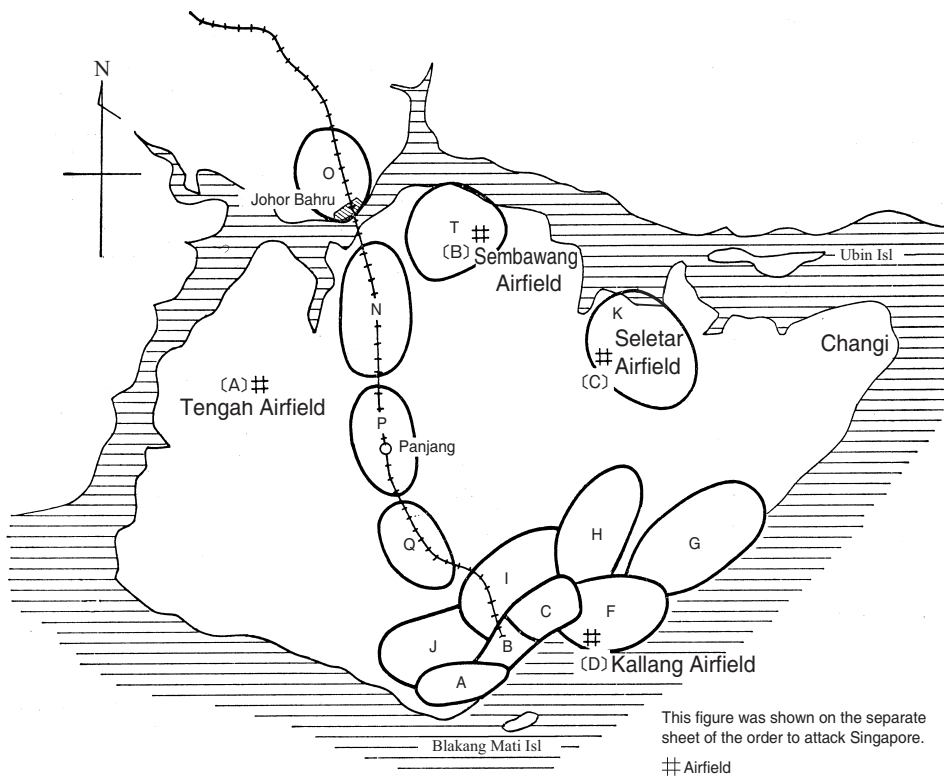 N
O
Johor Bahru
T
(B)
Sembawang
Airfield
Ubin Isl
N
K
Seletar
Airfield
(C)
Changi
(A)
Tengah Airfield
P
Panjang
Q
H
G
I
C
F
J
B
A
(D) Kallang Airfield
Blakang Mati Isl
This figure was shown on the separate
sheet of the order to attack Singapore.
Airfield